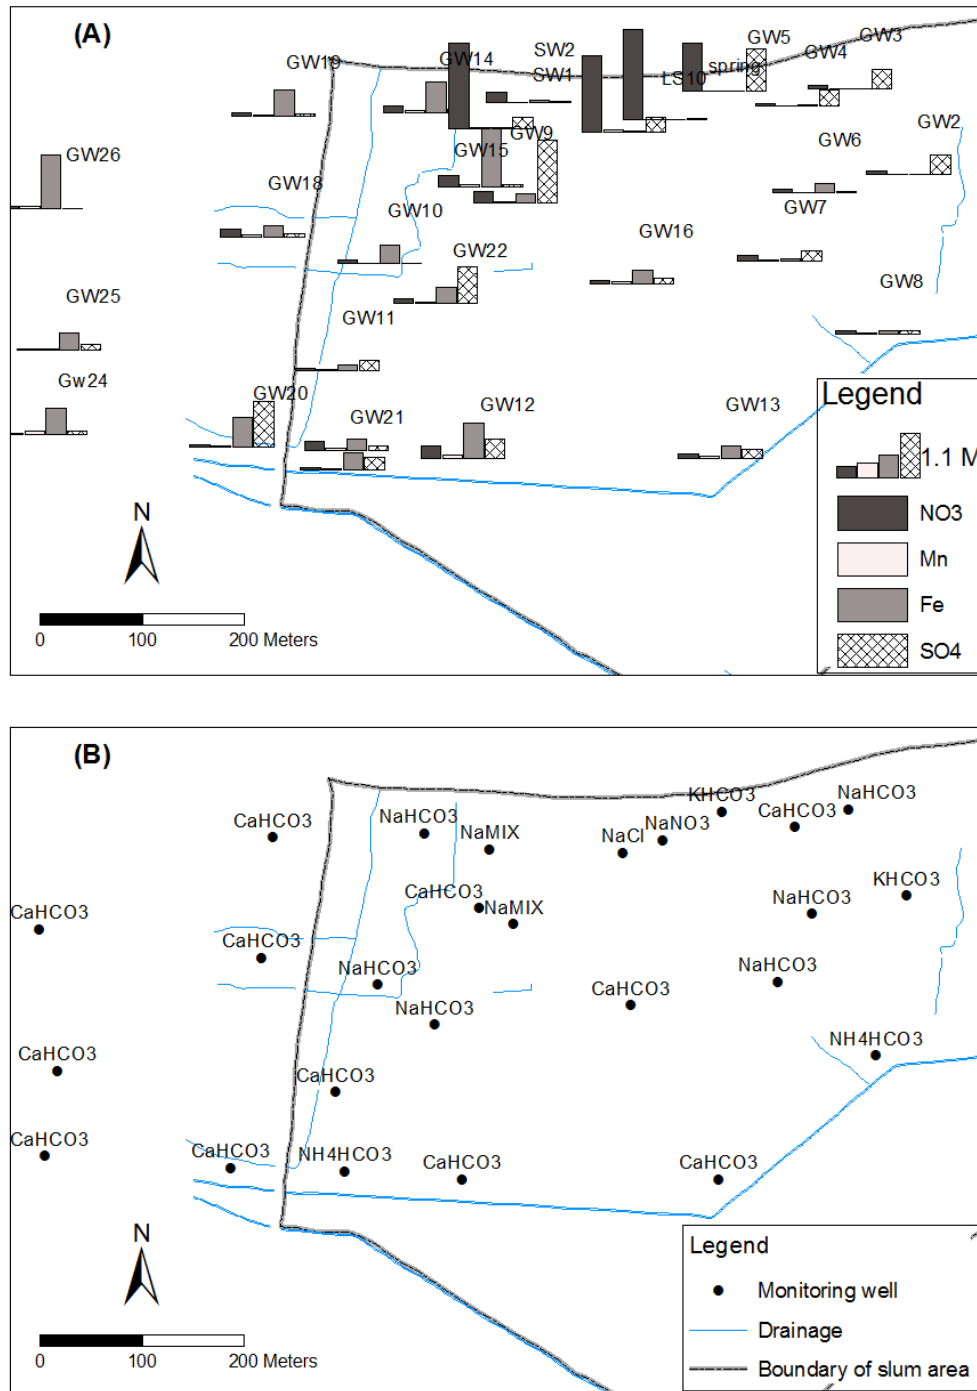 (A)
GW19
GW14
SW2
SW1
LS10
spring
GW5
GW4
GW3
GW26
GW18
GW15
GW9
GW6
GW2
GW10
GW22
GW16
GW7
GW25
GW11
GW8
Gw24
GW20
GW21
GW12
GW13
Legend
1.1 M
NO3
Mn
Fe
SO4
N
0 100 200 Meters
(B)
CaHCO3
NaHCO3
NaMIX
NaCl
NaNO3
KHCO3
CaHCO3
NaHCO3
CaHCO3
CaHCO3
CaHCO3
NaMIX
NaHCO3
KHCO3
NaHCO3
NaHCO3
CaHCO3
NaHCO3
CaHCO3
CaHCO3
NH4HCO3
CaHCO3
CaHCO3
NH4HCO3
CaHCO3
CaHCO3
Legend
Monitoring well
Drainage
Boundary of slum area
N
0 100 200 Meters